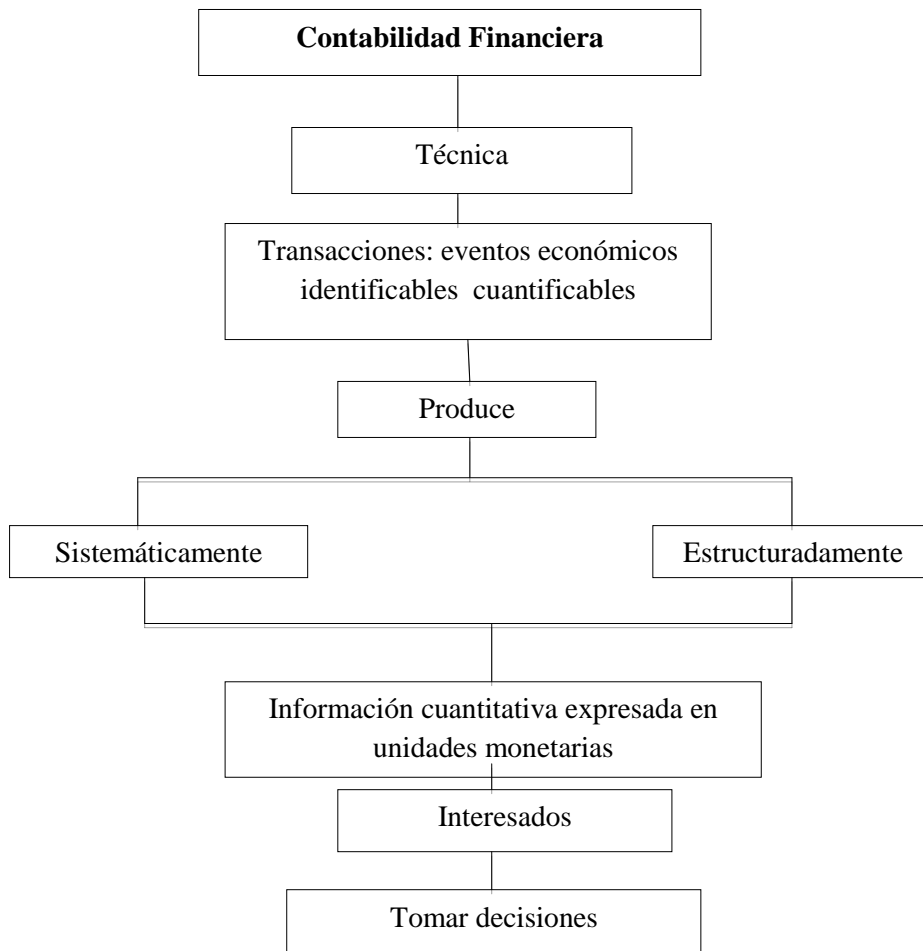 Contabilidad Financiera
Técnica
Transacciones: eventos económicos
identificables cuantificables
Produce
Sistemáticamente
Estructuradamente
Información cuantitativa expresada en
unidades monetarias
Interesados
Tomar decisiones